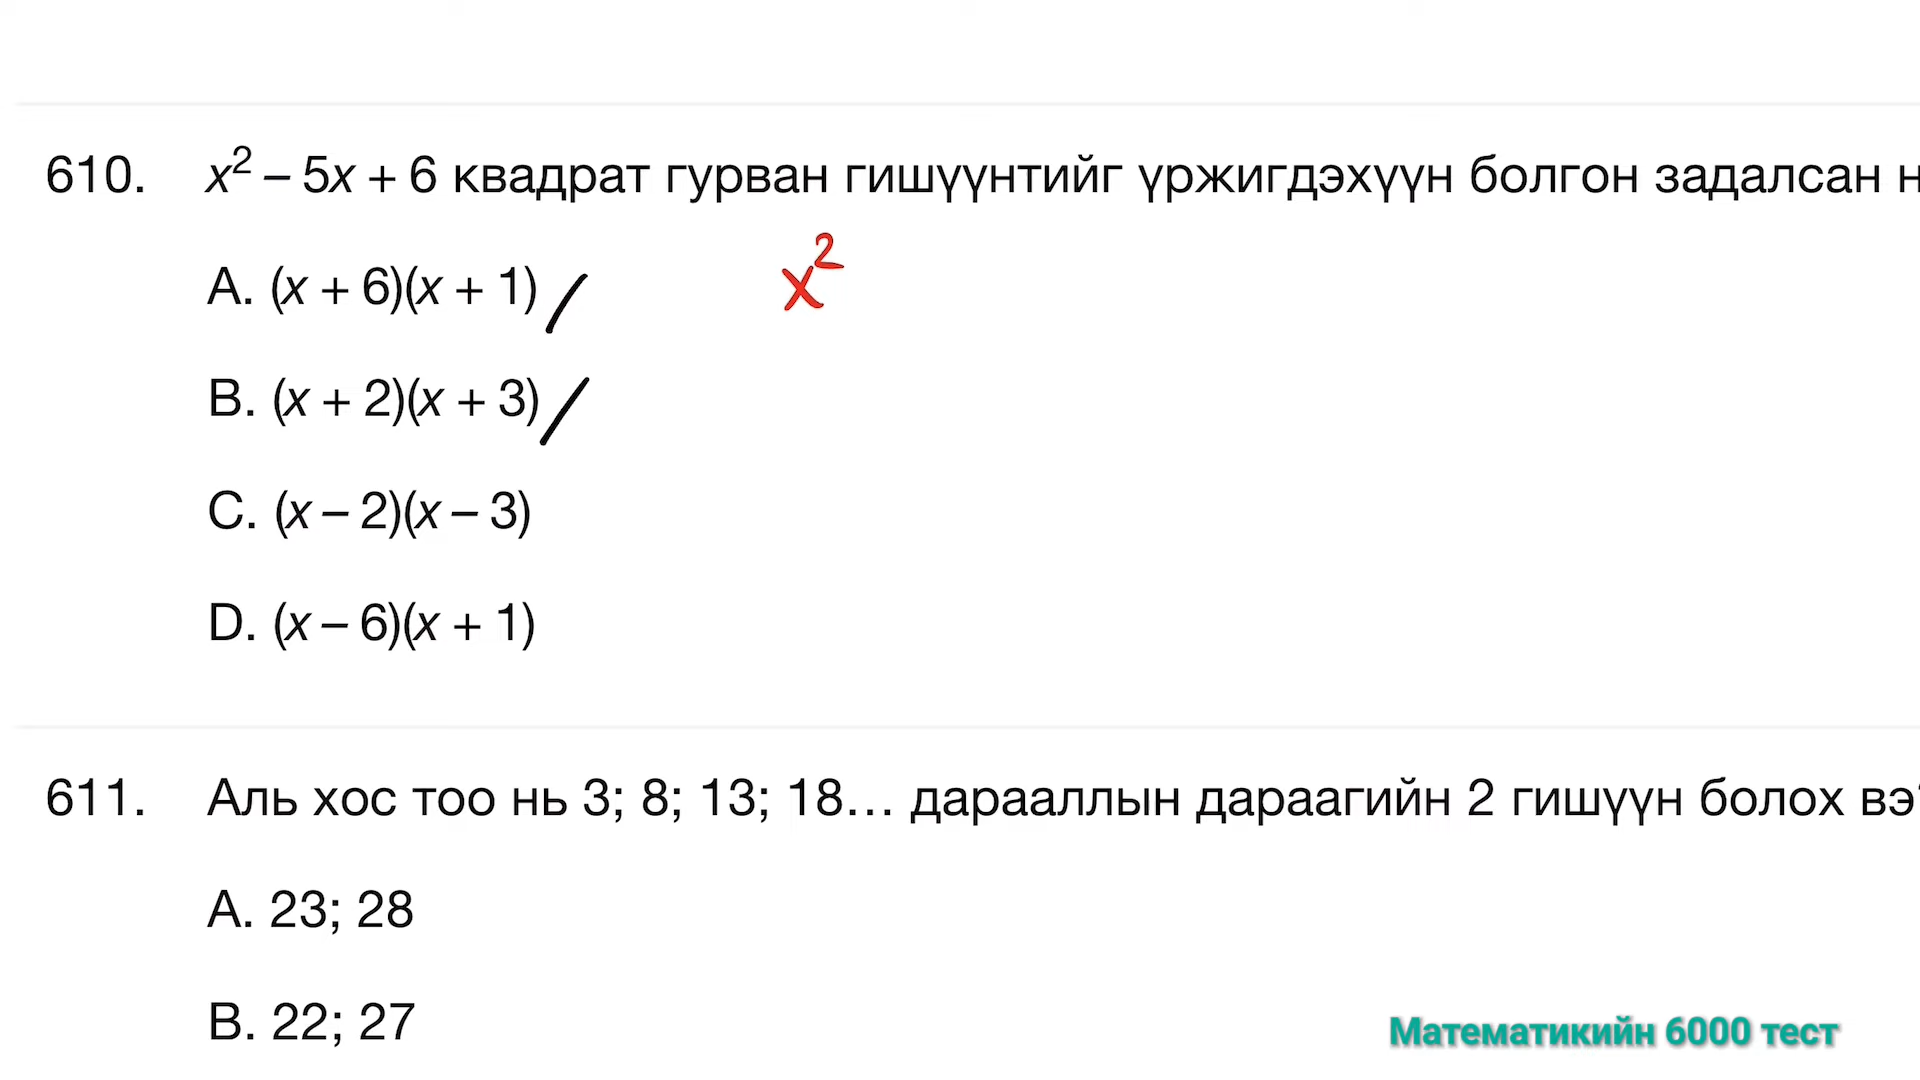 610. x² – 5x + 6 квадрат гурван гишүүнтийг үржигдэхүүн болгон задалсан
A. (x + 6)(x + 1)
x²
B. (x + 2)(x + 3)
C. (x – 2)(x – 3)
D. (x – 6)(x + 1)
611. Аль хос тоо нь 3; 8; 13; 18… дарааллын дараагийн 2 гишүүн болох вэ
A. 23; 28
B. 22; 27
Математикийн 6000 тест